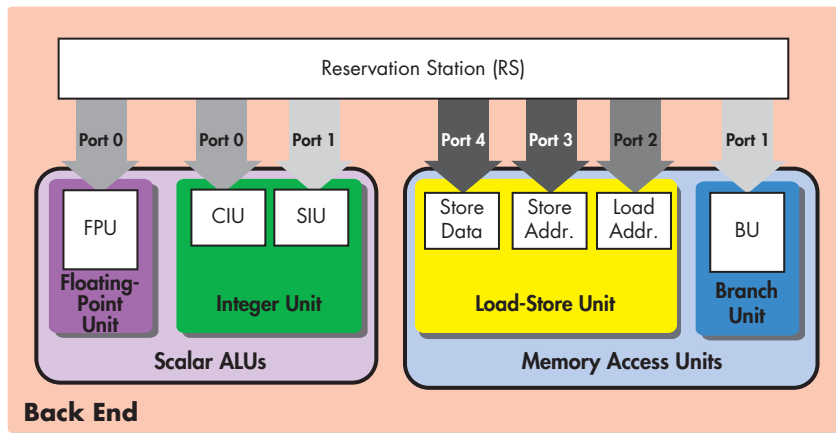 Reservation Station (RS)
Port 0
Port 0
Port 1
Port 4
Port 3
Port 2
Port 1
FPU
CIU
SIU
Store
Data
Store
Addr.
Load
Addr.
BU
Floating-
Point
Unit
Integer Unit
Load-Store Unit
Branch
Unit
Scalar ALUs
Memory Access Units
Back End